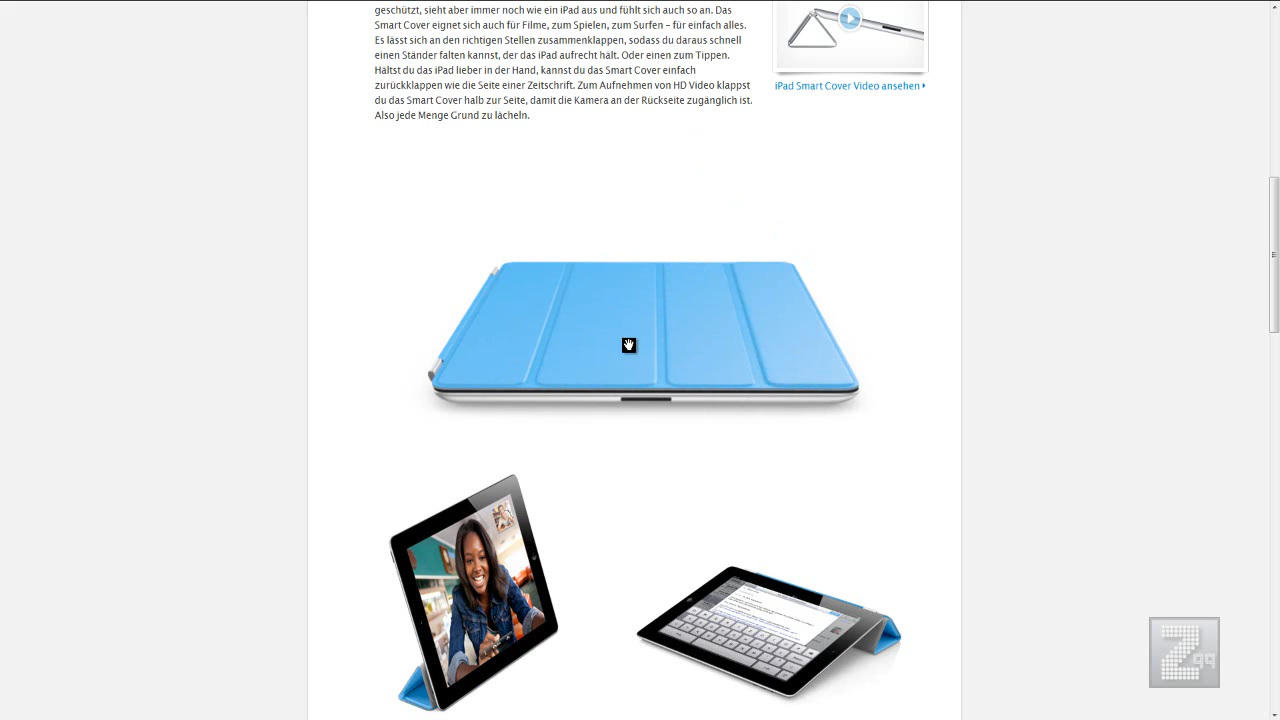 geschützt, sieht aber immer noch wie ein iPad aus und fühlt sich auch so an. Das
Smart Cover eignet sich auch für Filme, zum Spielen, zum Surfen – für einfach alles.
Es lässt sich an den richtigen Stellen zusammenklappen, sodass du daraus schnell
einen Ständer falten kannst, der das iPad aufrecht hält. Oder einen zum Tippen.
Hältst du das iPad lieber in der Hand, kannst du das Smart Cover einfach
zurückklappen wie die Seite einer Zeitschrift. Zum Aufnehmen von HD Video klappst
du das Smart Cover halb zur Seite, damit die Kamera an der Rückseite zugänglich ist.
Also jede Menge Grund zu lächeln.
iPad Smart Cover Video ansehen
Z99